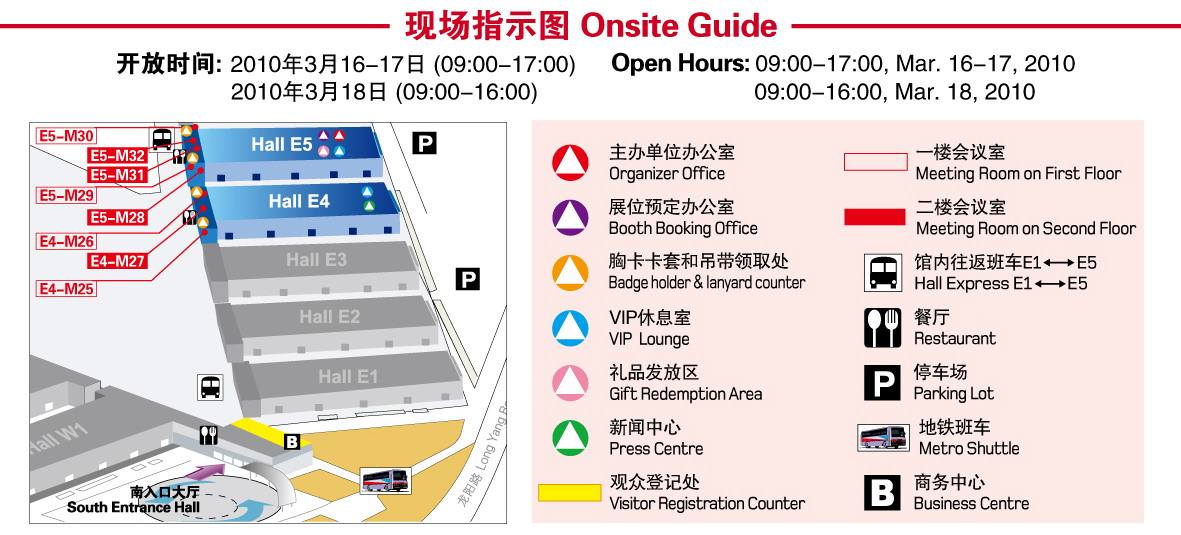 现场指示图 Onsite Guide
开放时间: 2010年3月16-17日 (09:00-17:00)
2010年3月18日 (09:00-16:00)
Open Hours: 09:00-17:00, Mar. 16-17, 2010
09:00-16:00, Mar. 18, 2010
E5-M30
E5-M32
E5-M31
E5-M29
E5-M28
E4-M26
E4-M27
E4-M25
Hall E5
Hall E4
Hall E3
Hall E2
Hall E1
Hall W1
P
P
B
南入口大厅
South Entrance Hall
龙阳路 Long Yang
主办单位办公室
Organizer Office
展位预定办公室
Booth Booking Office
胸卡卡套和吊带领取处
Badge holder & lanyard counter
VIP休息室
VIP Lounge
礼品发放区
Gift Redemption Area
新闻中心
Press Centre
观众登记处
Visitor Registration Counter
一楼会议室
Meeting Room on First Floor
二楼会议室
Meeting Room on Second Floor
馆内往返班车E1⟷E5
Hall Express E1⟷E5
餐厅
Restaurant
P
停车场
Parking Lot
地铁班车
Metro Shuttle
B
商务中心
Business Centre